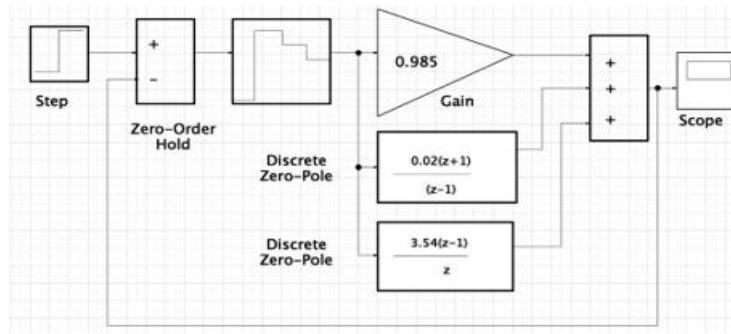 +
−
Step
Zero-Order
Hold
0.985
Gain
+
+
+
Scope
Discrete
Zero-Pole
0.02(z+1)
(z-1)
Discrete
Zero-Pole
3.54(z-1)
z